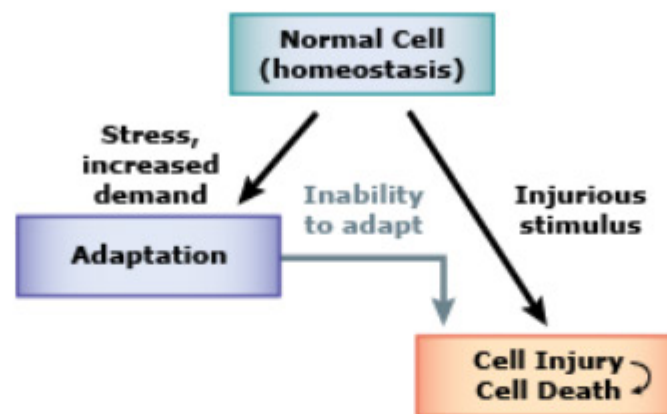 Normal Cell
(homeostasis)
Stress,
increased
demand
Inability
to adapt
Injurious
stimulus
Adaptation
Cell Injury
Cell Death